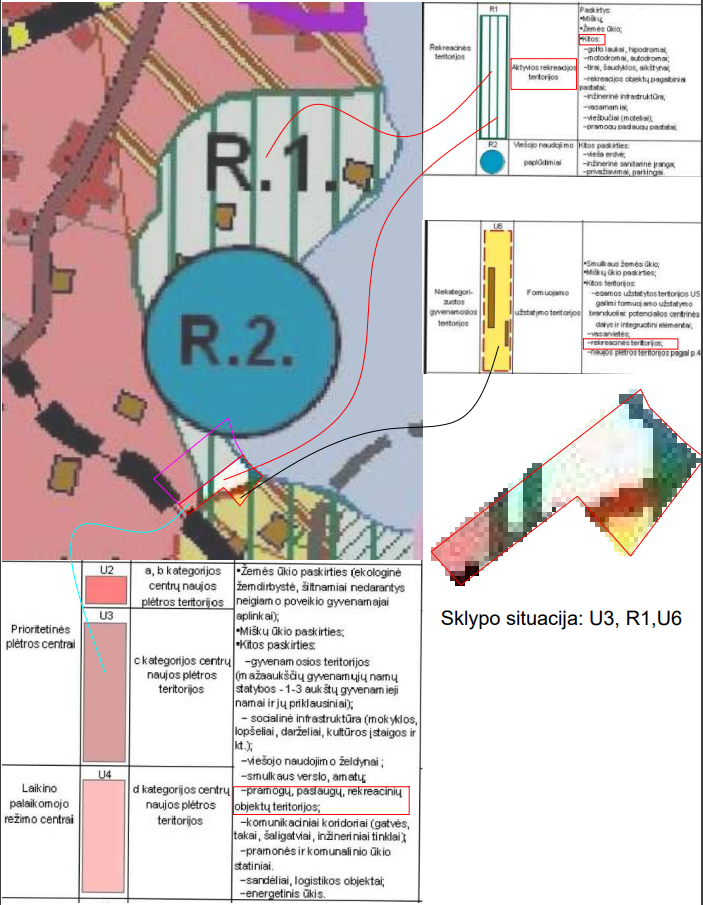 R.1.
R.2.
R1
Rekreacinės
teritorijos
Aktyvios rekreacijos
teritorijos
Paskirtys:
•Miškų;
•Žemės ūkio;
•Kitos:
–golfo laukai, hipodromai;
–motodromai, autodromai;
–tirai, šaudyklos, aikštynai;
–rekreacijos objektų pagalbiniai
pastatai;
–inžinerinė infrastruktūra;
–vasarnamiai;
–viešbučiai (moteliai);
–pramogų paslaugų pastatai;
R2
Viešojo naudojimo
paplūdimiai
Kitos paskirties:
–vieša erdvė;
–inžinerinė sanitarinė įranga;
–privažiavimai, parkingai.
U6
Nekategori-
zuotos
gyvenamosios
teritorijos
Formuojamo
užstatymo teritorijos
•Smulkaus žemės ūkio;
•Miškų ūkio paskirties;
•Kitos teritorijos:
–esamos užstatytos teritorijos U5
galimi formuojamo užstatymo
branduoliai: potencialios centrinės
dalys ir integruotini elementai;
–vasarvietės;
–rekreacinės teritorijos;
–naujos plėtros teritorijos pagal p.4
Sklypo situacija: U3, R1,U6
Prioritetinės
plėtros centrai
U2
a, b kategorijos
centrų naujos
plėtros teritorijos
U3
c kategorijos centrų
naujos plėtros
teritorijos
Laikino
palaikomojo
režimo centrai
U4
d kategorijos centrų
naujos plėtros
teritorijos
•Žemės ūkio paskirties (ekologinė
žemdirbystė, šiltnamiai nedarantys
neigiamo poveikio gyvenamajai
aplinkai);
•Miškų ūkio paskirties;
•Kitos paskirties:
–gyvenamosios teritorijos
(mažaaukščių gyvenamųjų namų
statybos - 1-3 aukštų gyvenamieji
namai ir jų priklausiniai);
– socialinė infrastruktūra (mokyklos,
lopšeliai, darželiai, kultūros įstaigos ir
kt.);
–viešojo naudojimo želdynai ;
–smulkaus verslo, amatų;
–pramogų, paslaugų, rekreacinių
objektų teritorijos;
–komunikaciniai koridoriai (gatvės,
takai, šaligatviai, inžineriniai tinklai);
–pramonės ir komunalinio ūkio
statiniai.
–sandėliai, logistikos objektai;
–energetinis ūkis.